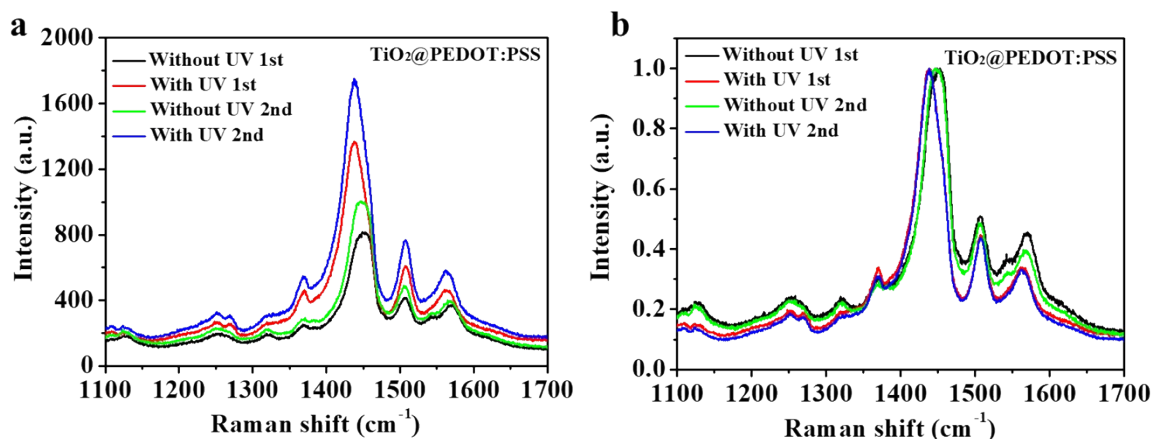 a
TiO₂@PEDOT:PSS
Without UV 1st
With UV 1st
Without UV 2nd
With UV 2nd
2000
1600
1200
800
400
0
Intensity (a.u.)
1100 1200 1300 1400 1500 1600 1700
Raman shift (cm⁻¹)
b
TiO₂@PEDOT:PSS
Without UV 1st
With UV 1st
Without UV 2nd
With UV 2nd
1.0
0.8
0.6
0.4
0.2
0.0
Intensity (a.u.)
1100 1200 1300 1400 1500 1600 1700
Raman shift (cm⁻¹)